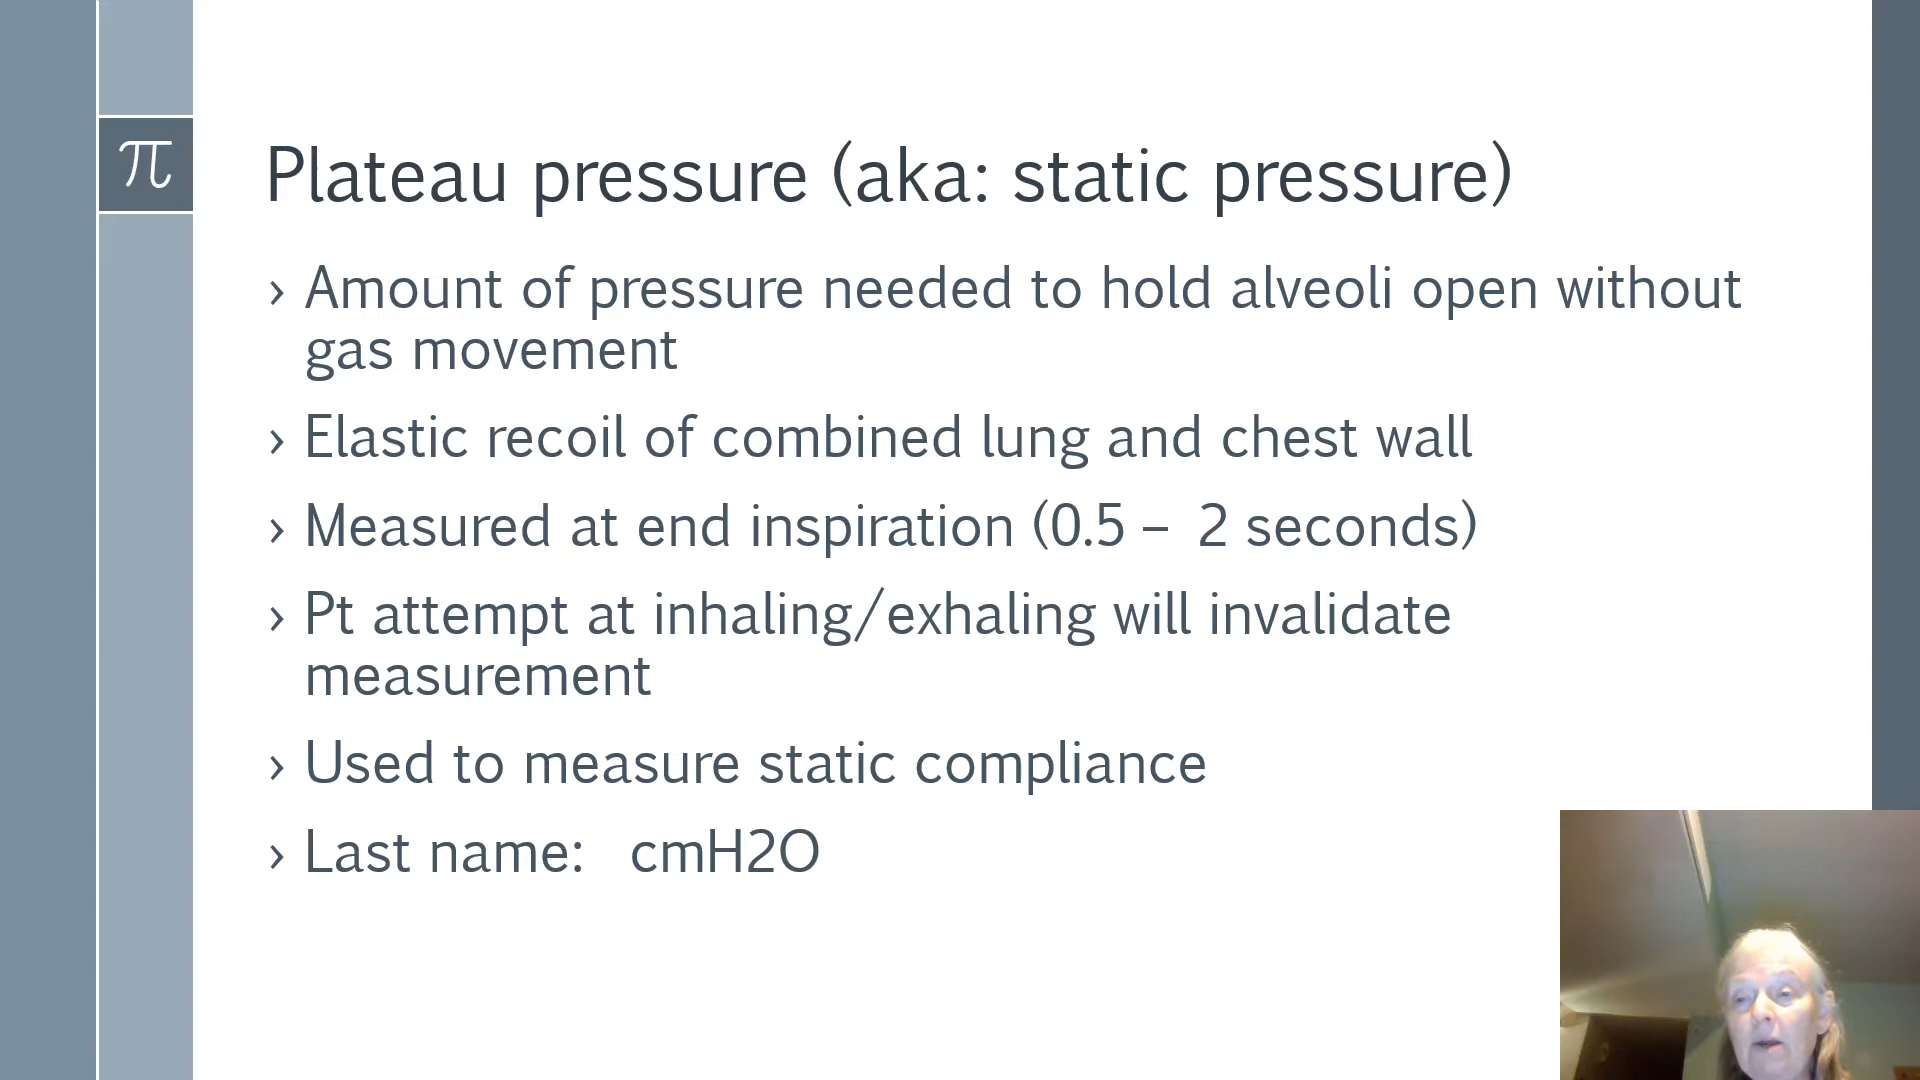 π
Plateau pressure (aka: static pressure)
› Amount of pressure needed to hold alveoli open without
gas movement
› Elastic recoil of combined lung and chest wall
› Measured at end inspiration (0.5 – 2 seconds)
› Pt attempt at inhaling/exhaling will invalidate
measurement
› Used to measure static compliance
› Last name: cmH2O